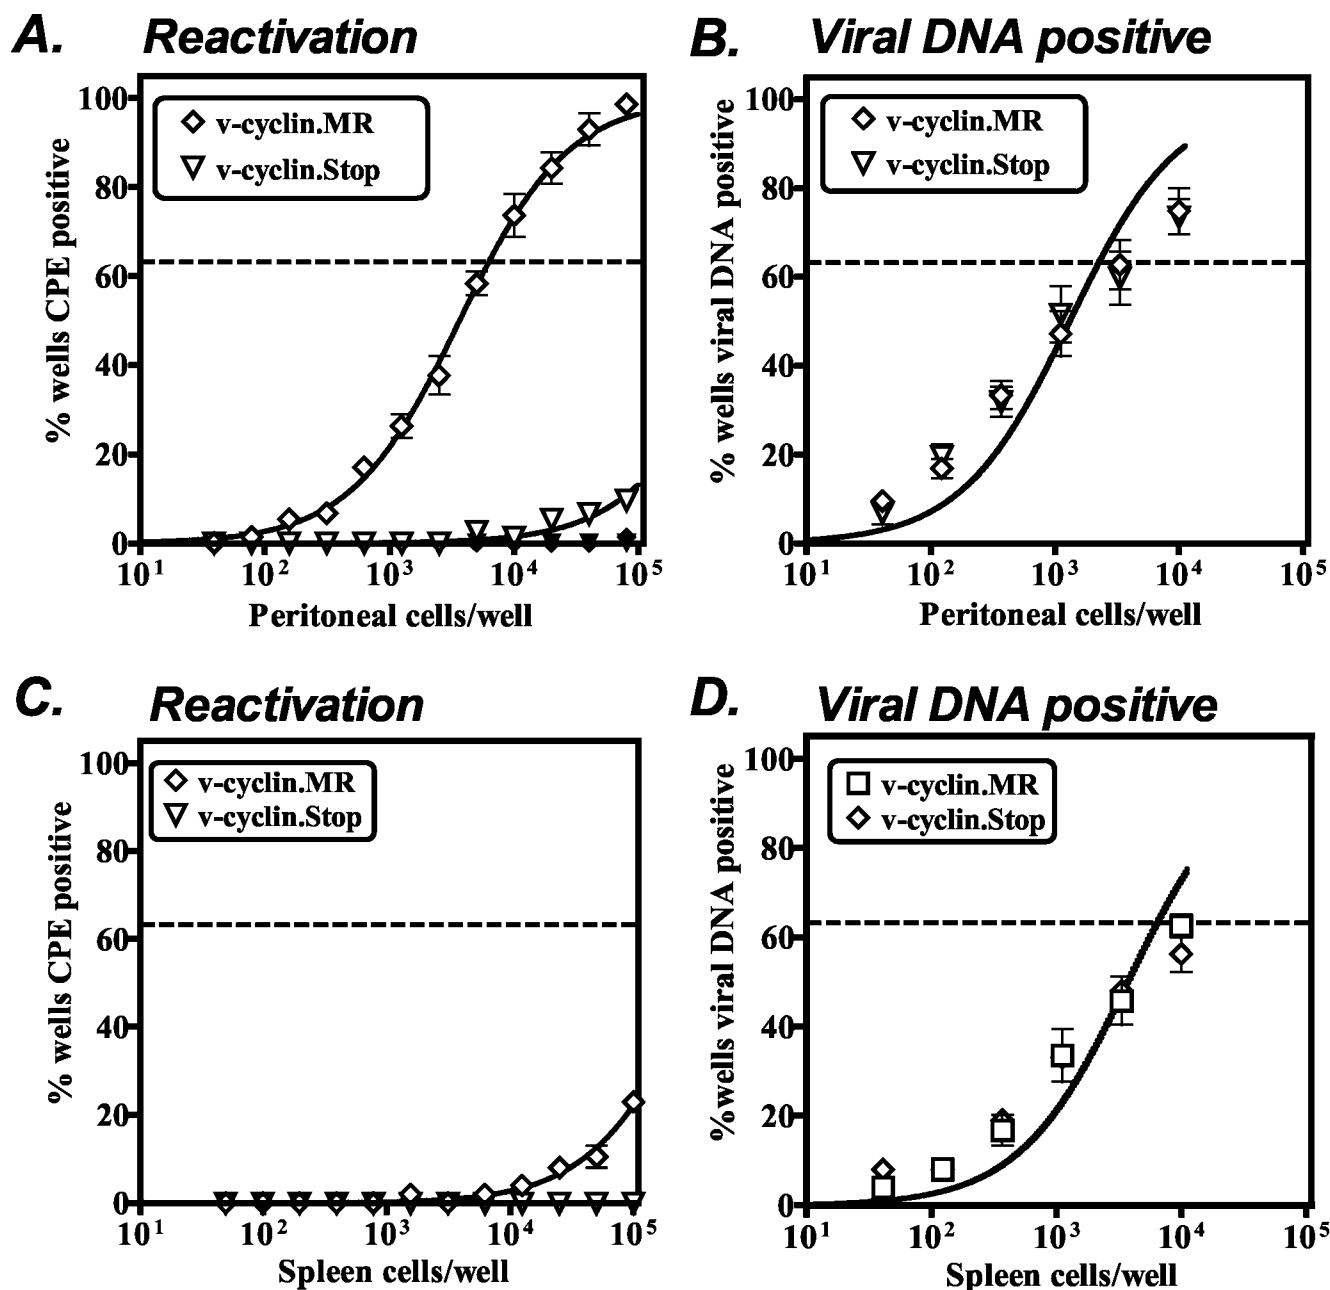 A. Reactivation
% wells CPE positive
100
80
60
40
20
0
v-cyclin.MR
v-cyclin.Stop
10¹ 10² 10³ 10⁴ 10⁵
Peritoneal cells/well
B. Viral DNA positive
% wells viral DNA positive
100
80
60
40
20
0
v-cyclin.MR
v-cyclin.Stop
10¹ 10² 10³ 10⁴ 10⁵
Peritoneal cells/well
C. Reactivation
% wells CPE positive
100
80
60
40
20
0
v-cyclin.MR
v-cyclin.Stop
10¹ 10² 10³ 10⁴ 10⁵
Spleen cells/well
D. Viral DNA positive
%wells viral DNA positive
100
80
60
40
20
0
v-cyclin.MR
v-cyclin.Stop
10¹ 10² 10³ 10⁴ 10⁵
Spleen cells/well